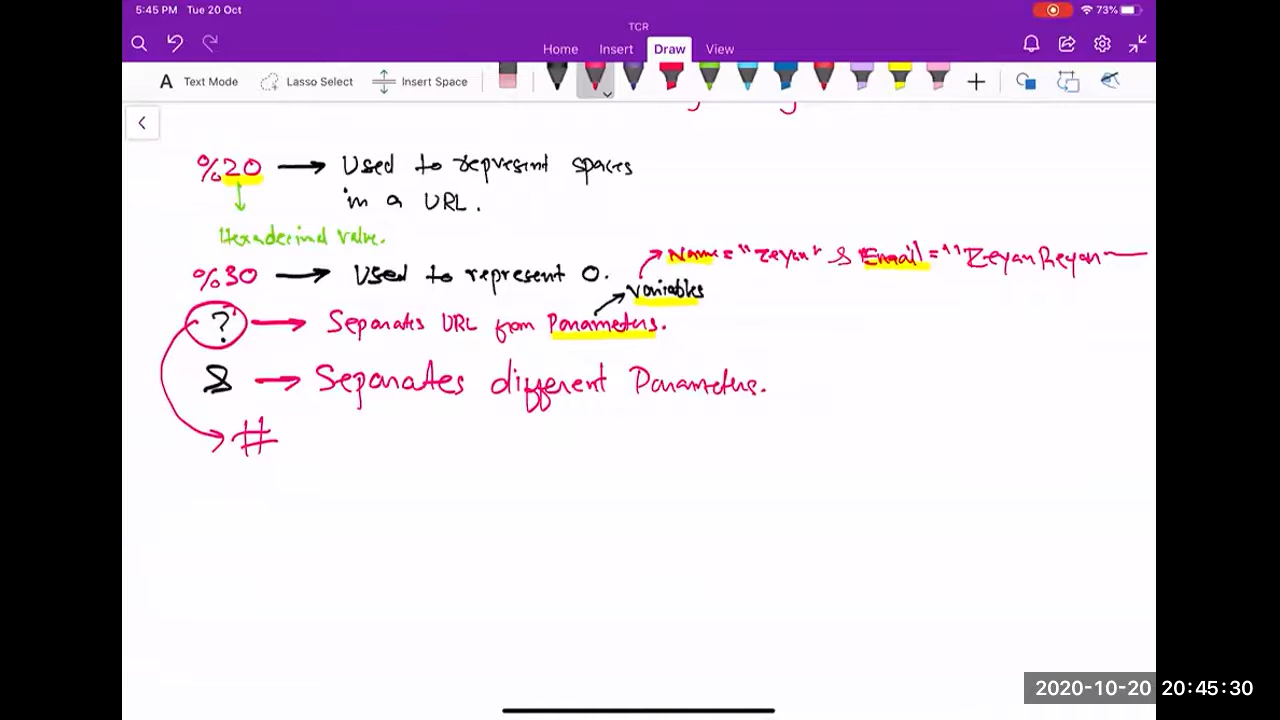 5:45 PM Tue 20 Oct
73%
TCR
Home Insert Draw View
A Text Mode Lasso Select Insert Space
%20 → Used to represent spaces
in a URL.
Hexadecimal value.
Name = "Zeyan" & Email = "ZeyanReyan
%30 → Used to represent 0.
variables
? → Separates URL from Parameters.
& → Separates different Parameters.
→ #
2020-10-20 20:45:30